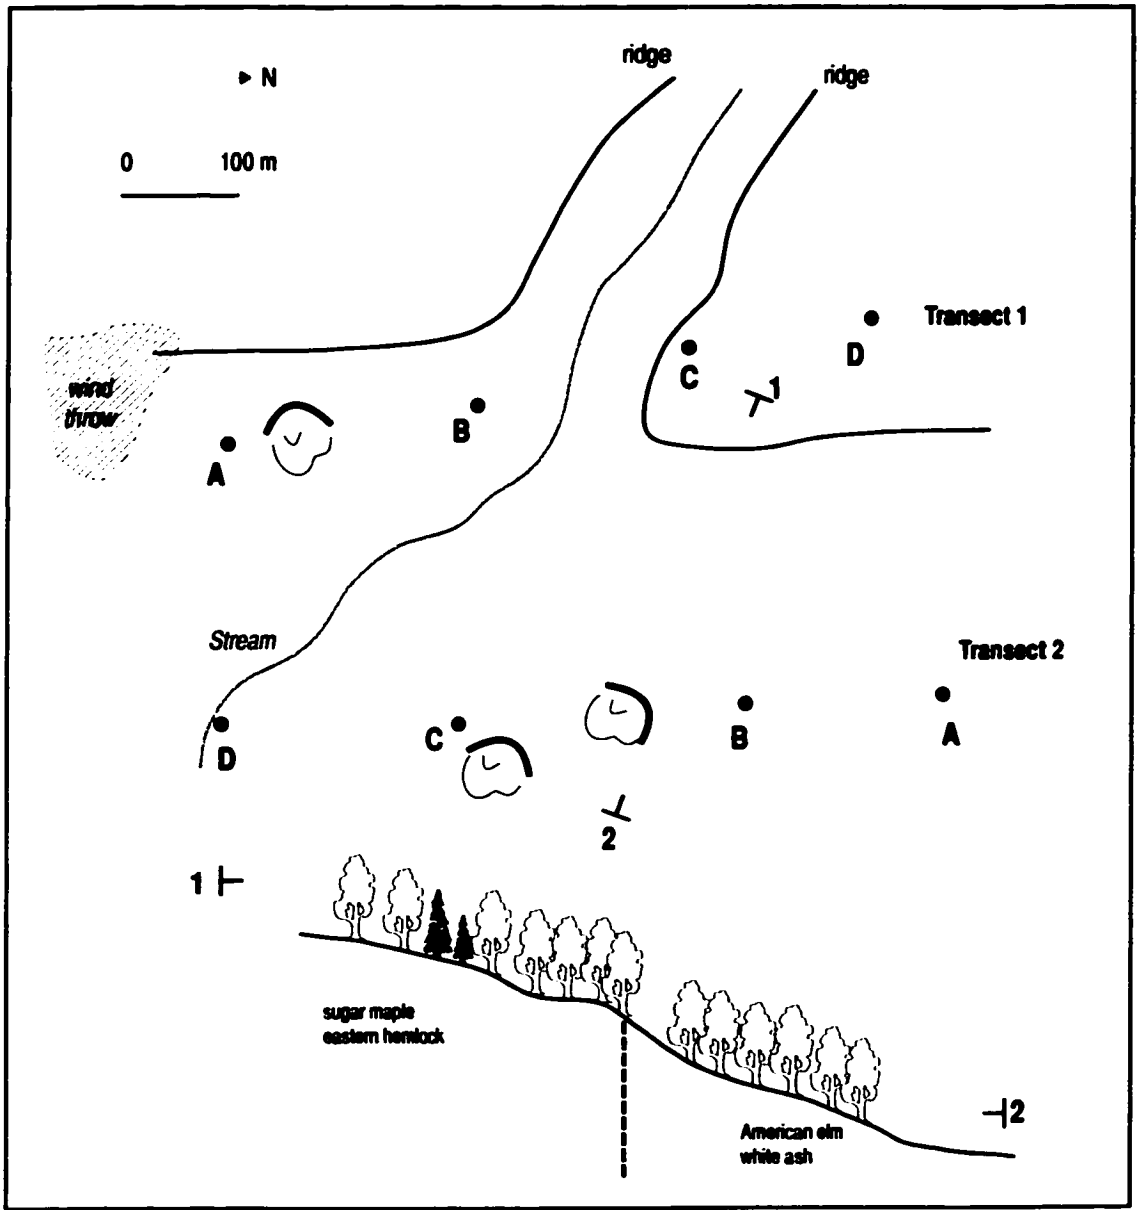 ridge
ridge
N
0 100 m
Transect 1
D
C
1
wind
throw
B
A
Stream
Transect 2
D
C
B
A
2
1
sugar maple
eastern hemlock
2
American elm
white ash